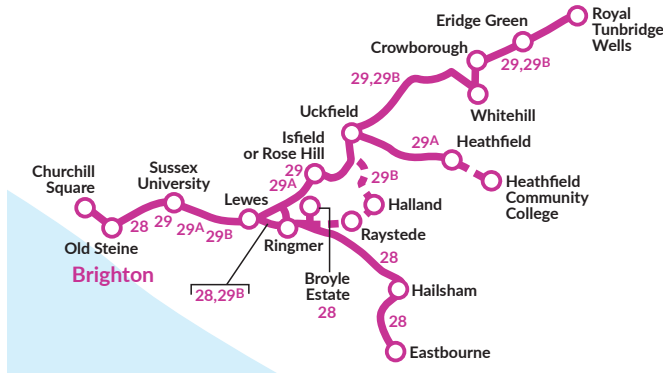 Royal
Tunbridge
Wells
Eridge Green
Crowborough
29,29B
29,29B
Whitehill
Uckfield
29A
Heathfield
Isfield
or Rose Hill
29
29A
29B
Heathfield
Community
College
Churchill
Square
Sussex
University
Lewes
Halland
Raystede
Ringmer
Old Steine
28
29
29A
29B
Brighton
28,29B
Broyle
Estate
28
28
Hailsham
28
Eastbourne